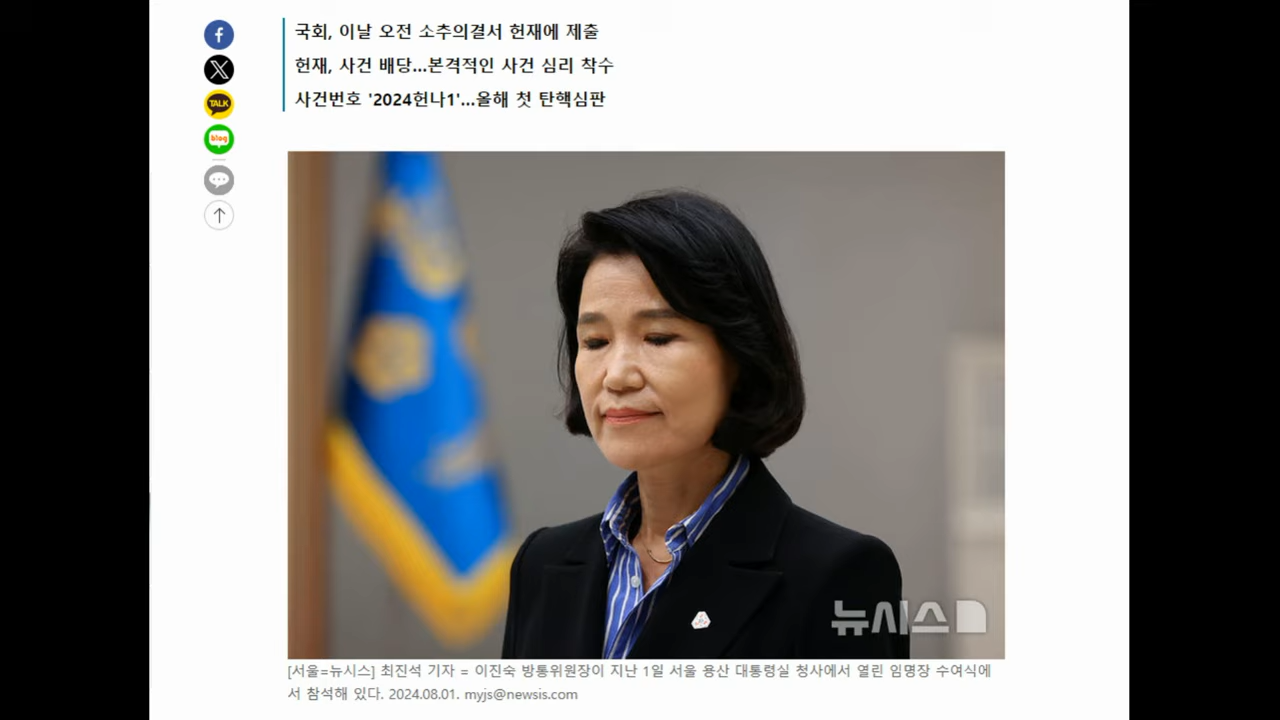 국회, 이날 오전 소추의결서 헌재에 제출
헌재, 사건 배당...본격적인 사건 심리 착수
사건번호 '2024헌나1'...올해 첫 탄핵심판
TALK
blog
뉴시스
[서울=뉴시스] 최진석 기자 = 이진숙 방통위원장이 지난 1일 서울 용산 대통령실 청사에서 열린 임명장 수여식에
서 참석해 있다. 2024.08.01. myjs@newsis.com